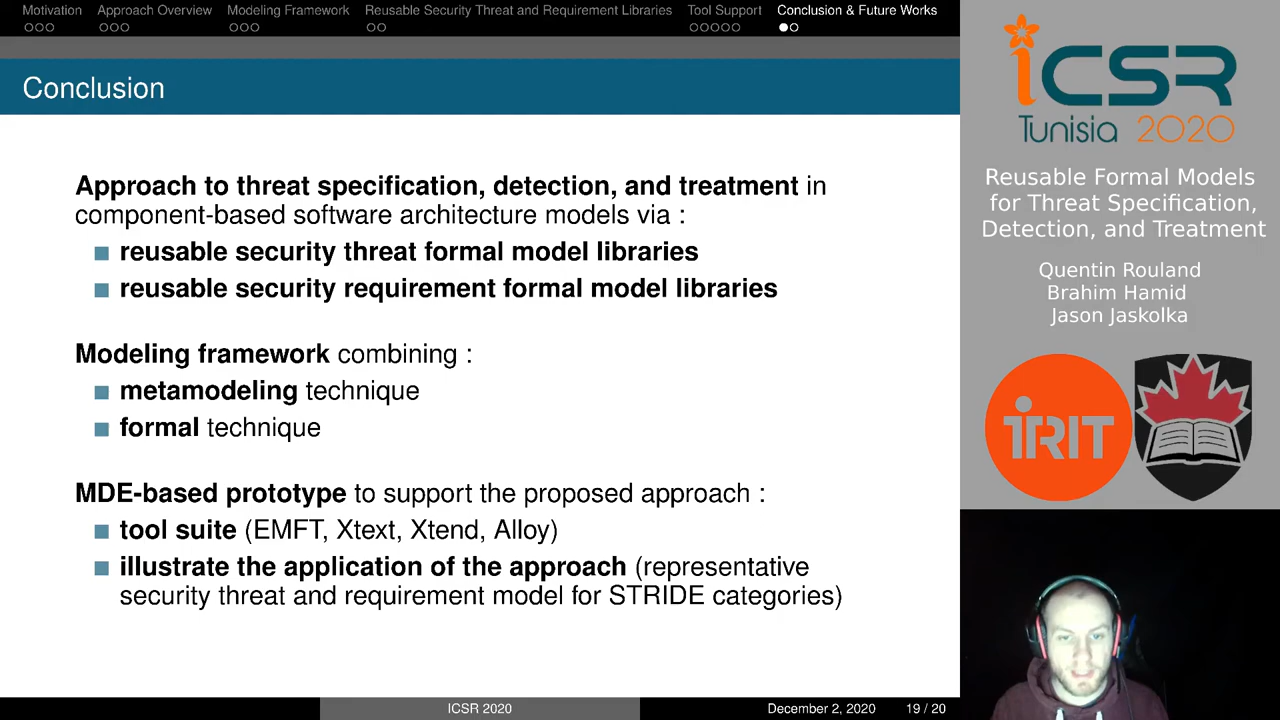 Motivation Approach Overview Modeling Framework Reusable Security Threat and Requirement Libraries Tool Support Conclusion & Future Works
Conclusion
Approach to threat specification, detection, and treatment in
component-based software architecture models via :
reusable security threat formal model libraries
reusable security requirement formal model libraries
Modeling framework combining :
metamodeling technique
formal technique
MDE-based prototype to support the proposed approach :
tool suite (EMFT, Xtext, Xtend, Alloy)
illustrate the application of the approach (representative
security threat and requirement model for STRIDE categories)
ICSR 2020 December 2, 2020 19 / 20
iCSR
Tunisia 2020
Reusable Formal Models
for Threat Specification,
Detection, and Treatment
Quentin Rouland
Brahim Hamid
Jason Jaskolka
IRIT